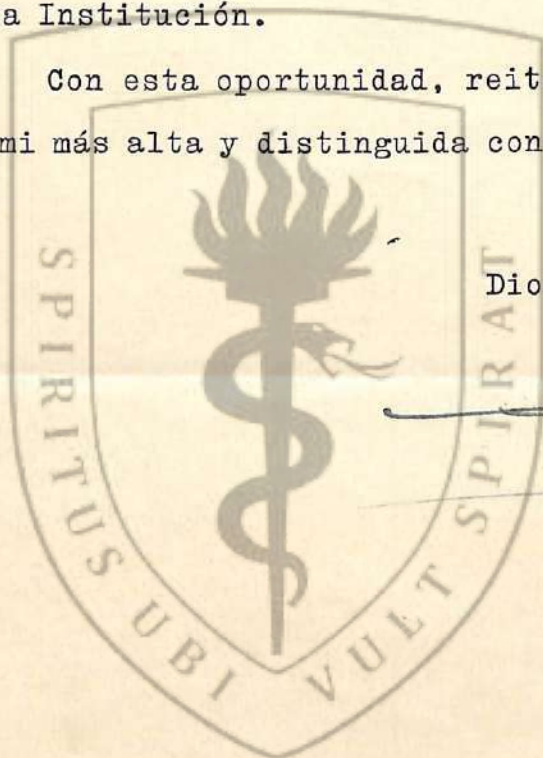 a Institución.
Con esta oportunidad, reit
mi más alta y distinguida con
Dio
SPIRITUS UBI VULT SPIRAT